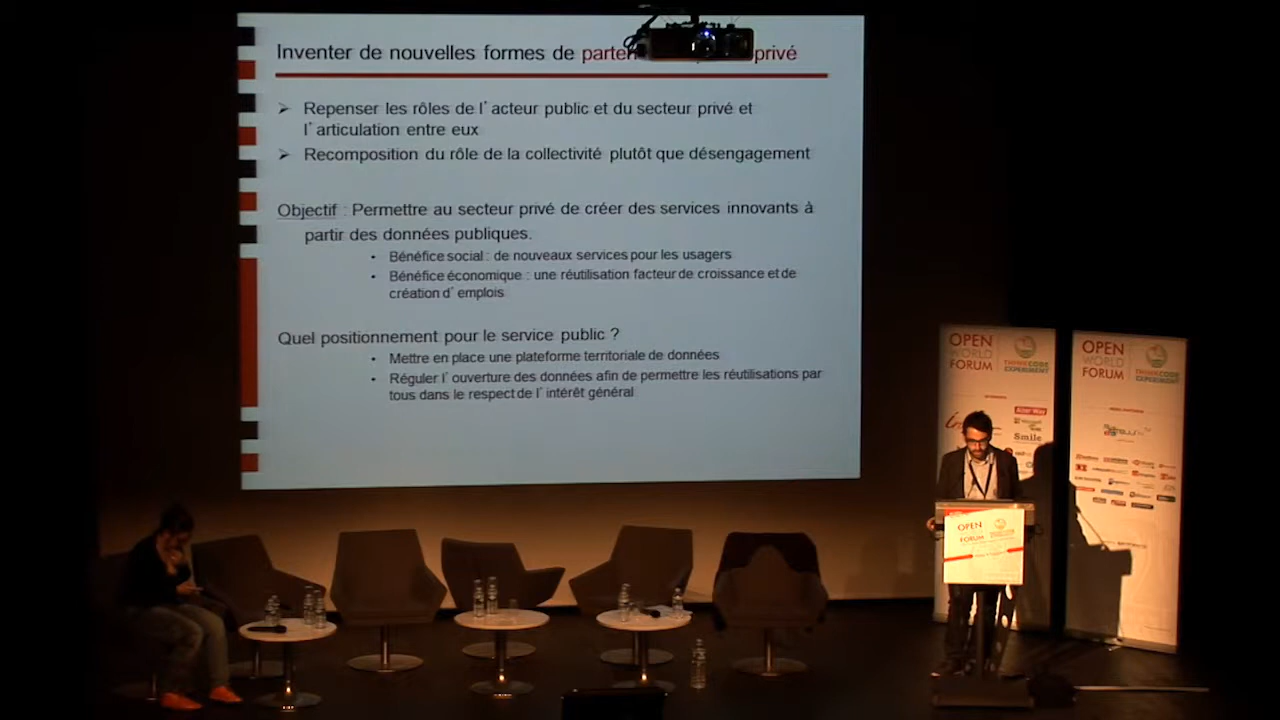 Inventer de nouvelles formes de privé
➢ Repenser les rôles de l'acteur public et du secteur privé et
l'articulation entre eux
➢ Recomposition du rôle de la collectivité plutôt que désengagement
Objectif : Permettre au secteur privé de créer des services innovants à
partir des données publiques.
• Bénéfice social : de nouveaux services pour les usagers
• Bénéfice économique : une réutilisation facteur de croissance et de
création d'emplois
Quel positionnement pour le service public ?
• Mettre en place une plateforme territoriale de données
• Réguler l'ouverture des données afin de permettre les réutilisations par
tous dans le respect de l'intérêt général
OPEN
WORLD
FORUM
THINK CODE
EXPERIMENT
Smile
OPEN
WORLD
FORUM
THINK CODE
EXPERIMENT
OPEN
FORUM